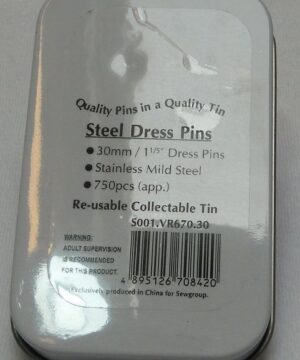 Quality Pins in a Quality Tin
Steel Dress Pins
• 30mm / 1 1/5" Dress Pins
• Stainless Mild Steel
• 750pcs (app.)
Re-usable Collectable Tin
S001.VR670.30
WARNING:
ADULT SUPERVISION
IS RECOMMENDED
FOR THIS PRODUCT.
4 895126 708420
Exclusively produced in China for Sewgroup.